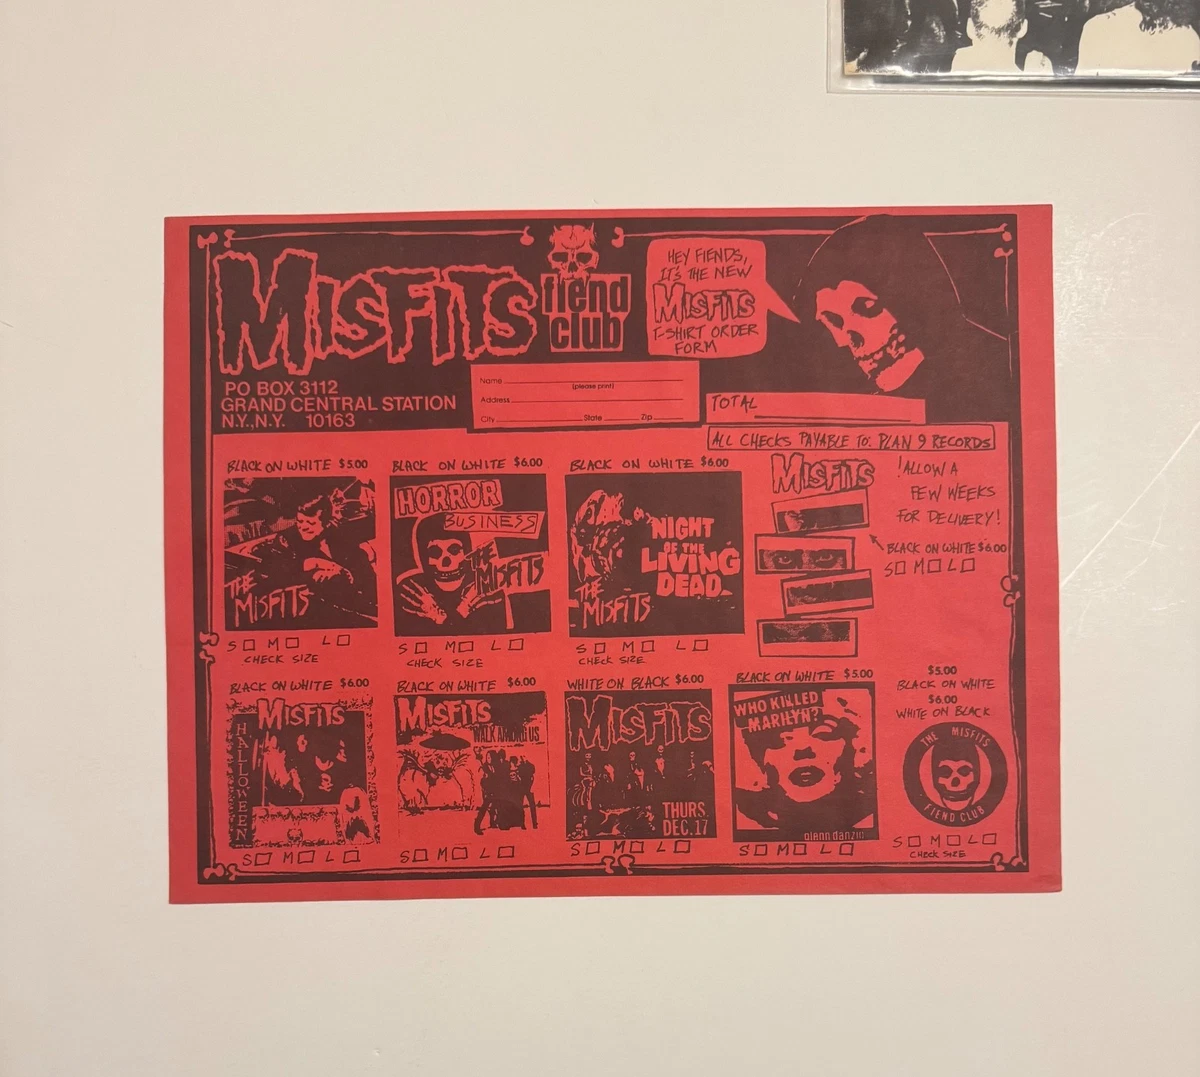 MISFITS
fiend
club
PO BOX 3112
GRAND CENTRAL STATION
N.Y.,N.Y. 10163
HEY FIENDS,
IT'S THE NEW
MISFITS
T-SHIRT ORDER
FORM
Name
(please print)
Address
City State Zip
TOTAL
ALL CHECKS PAYABLE TO: PLAN 9 RECORDS
BLACK ON WHITE $5.00
THE
MISFITS
S M L
CHECK SIZE
BLACK ON WHITE $6.00
HORROR
BUSINESS
THE
MISFITS
S M L
CHECK SIZE
BLACK ON WHITE $6.00
NIGHT
OF THE
LIVING
DEAD
THE
MISFITS
S M L
CHECK SIZE
MISFITS
!ALLOW A
FEW WEEKS
FOR DELIVERY!
BLACK ON WHITE $6.00
S M L
BLACK ON WHITE $6.00
MISFITS
HALLOWEEN
S M L
BLACK ON WHITE $6.00
MISFITS
WALK AMONG US
S M L
WHITE ON BLACK $6.00
MISFITS
THURS.
DEC. 17
S M L
BLACK ON WHITE $5.00
WHO KILLED
MARILYN?
glenn danzig
S M L
$5.00
BLACK ON WHITE
$6.00
WHITE ON BLACK
THE MISFITS
FIEND CLUB
S M L
CHECK SIZE